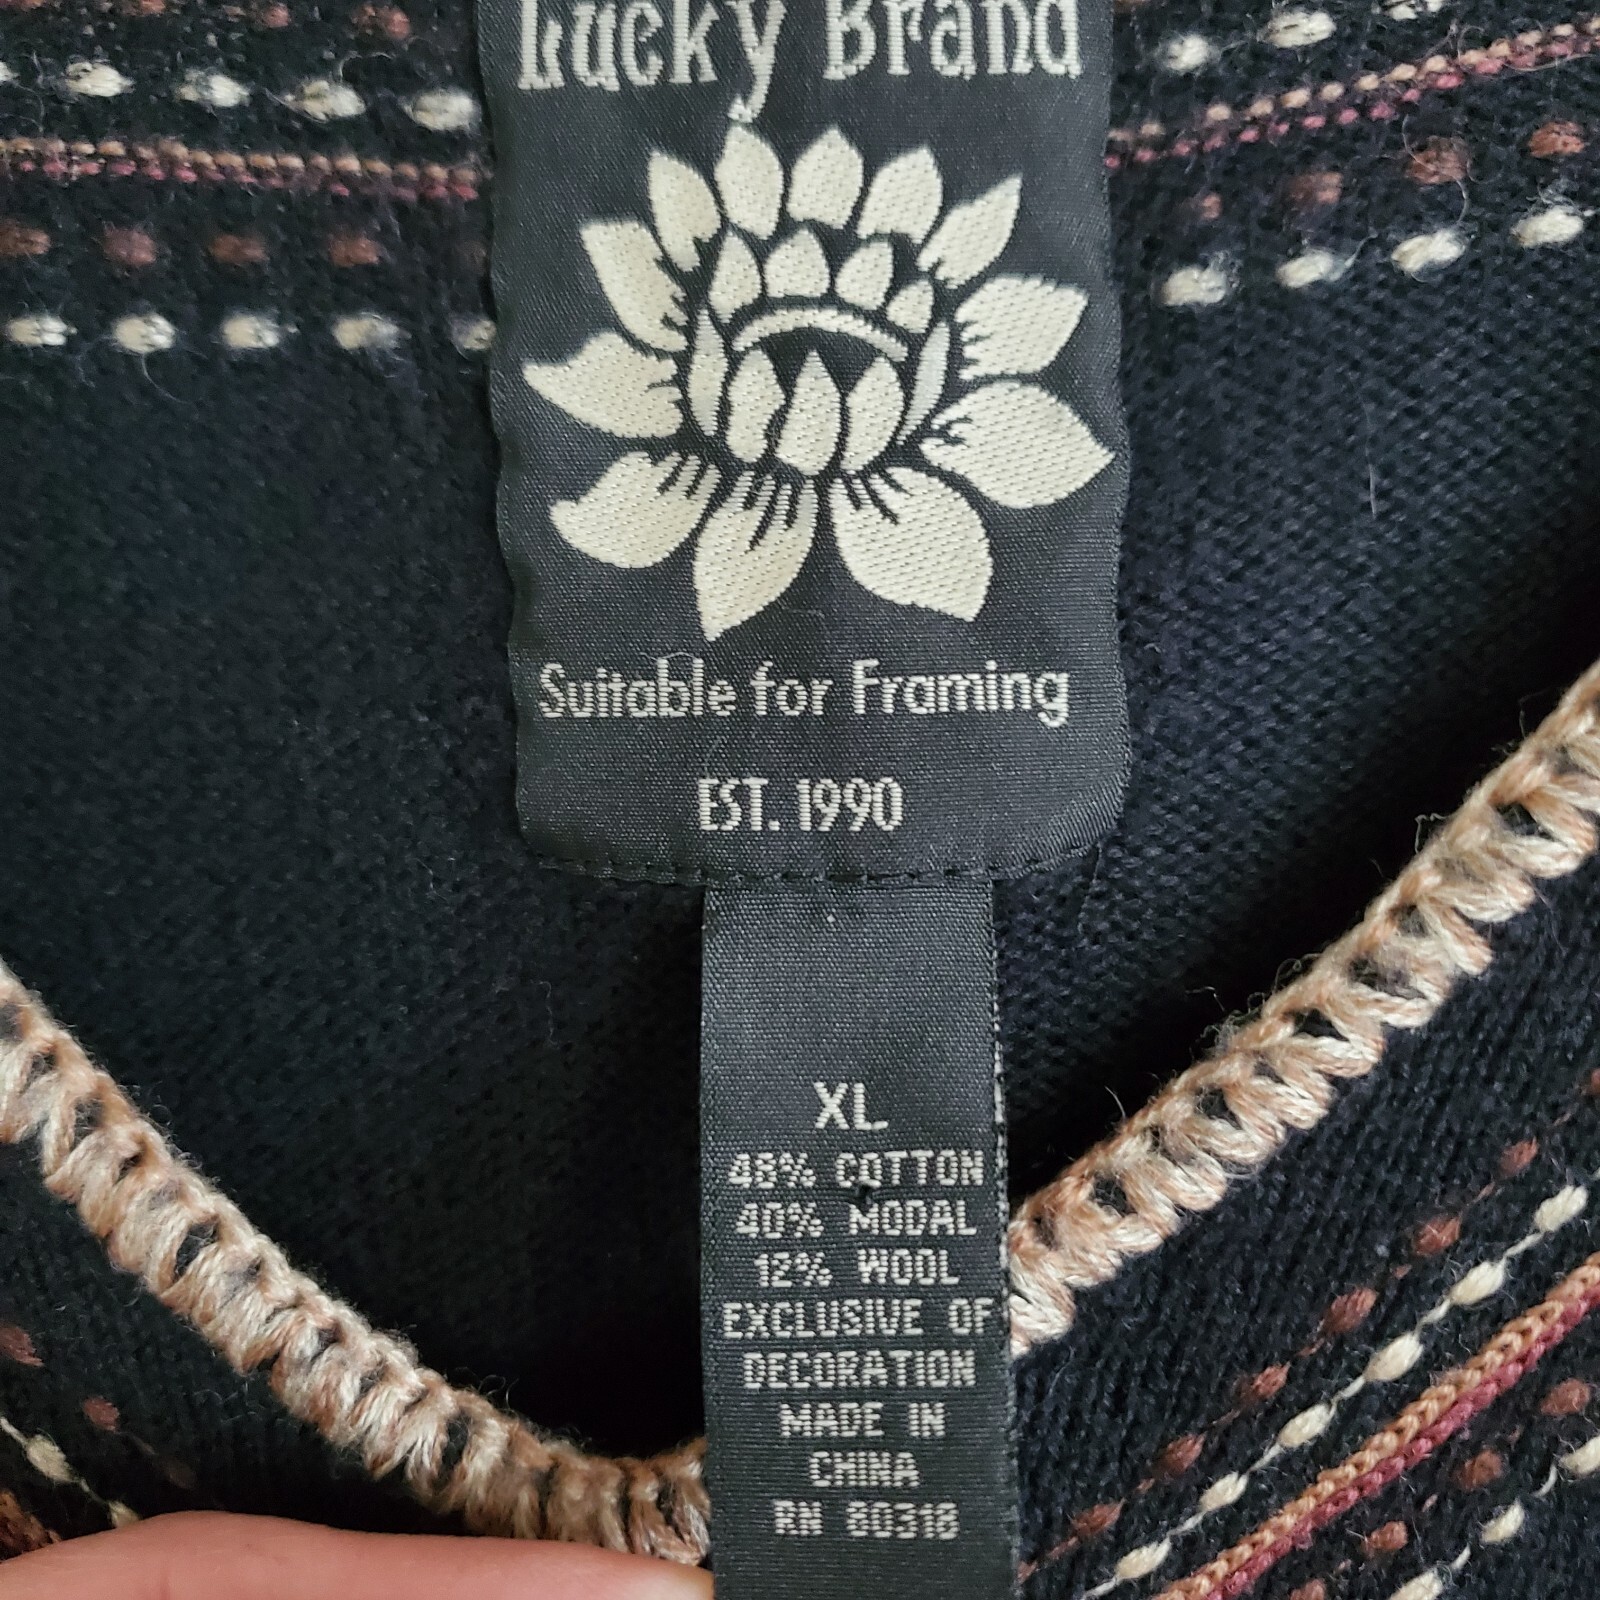 Lucky Brand
Suitable for Framing
EST. 1990
XL
48% COTTON
40% MODAL
12% WOOL
EXCLUSIVE OF
DECORATION
MADE IN
CHINA
RN 80318